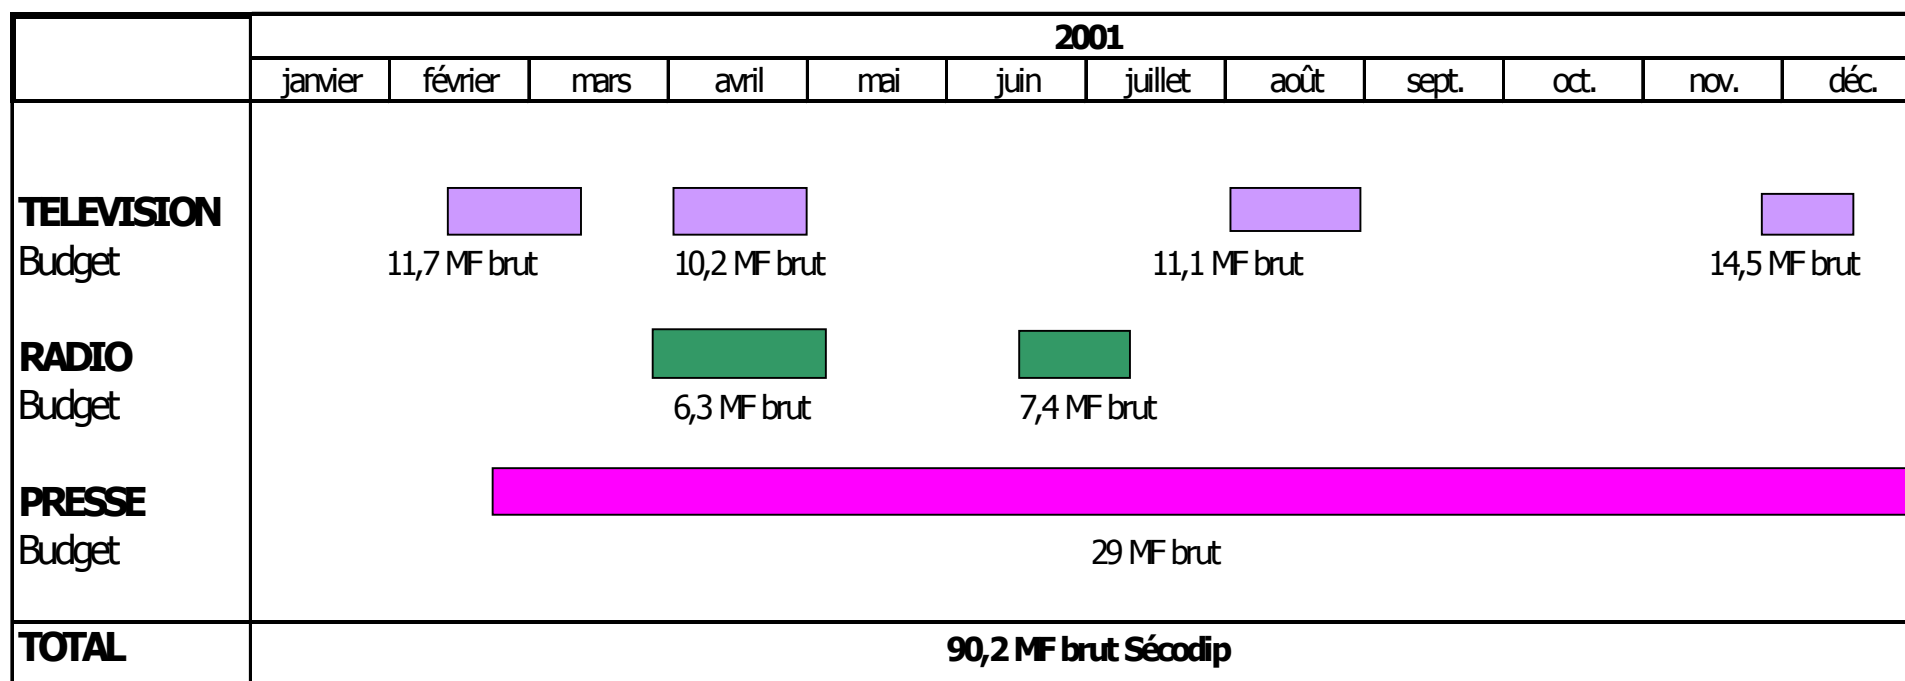 2001
janvier février mars avril mai juin juillet août sept. oct. nov. déc.
TELEVISION
Budget 11,7 MF brut 10,2 MF brut 11,1 MF brut 14,5 MF brut
RADIO
Budget 6,3 MF brut 7,4 MF brut
PRESSE
Budget 29 MF brut
TOTAL 90,2 MF brut Sécodip